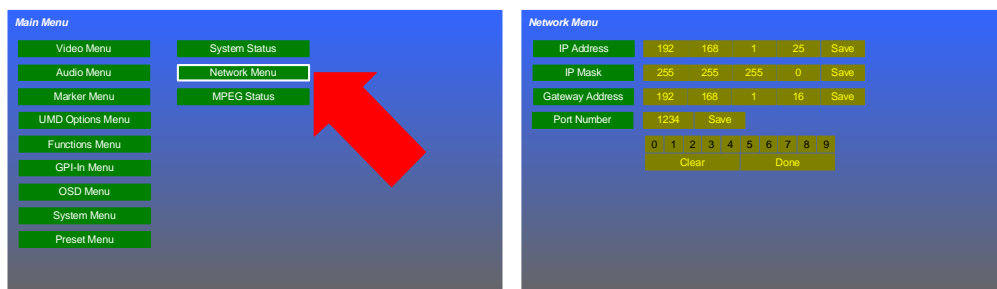 Main Menu
Video Menu System Status
Audio Menu Network Menu
Marker Menu MPEG Status
UMD Options Menu
Functions Menu
GPI-In Menu
OSD Menu
System Menu
Preset Menu
Network Menu
IP Address 192 168 1 25 Save
IP Mask 255 255 255 0 Save
Gateway Address 192 168 1 16 Save
Port Number 1234 Save
0 1 2 3 4 5 6 7 8 9
Clear Done